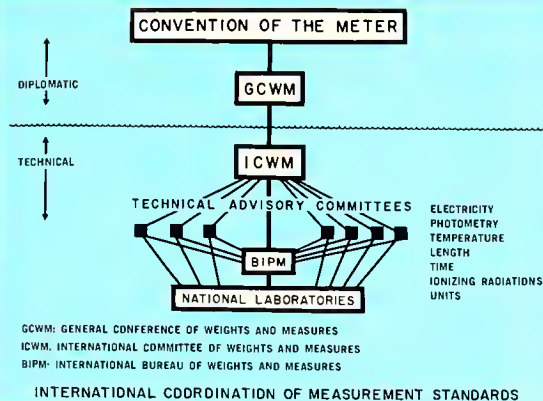 CONVENTION OF THE METER
DIPLOMATIC
GCWM
TECHNICAL
ICWM
TECHNICAL ADVISORY COMMITTEES
ELECTRICITY
PHOTOMETRY
TEMPERATURE
LENGTH
TIME
IONIZING RADIATIONS
UNITS
BIPM
NATIONAL LABORATORIES
GCWM: GENERAL CONFERENCE OF WEIGHTS AND MEASURES
ICWM. INTERNATIONAL COMMITTEE OF WEIGHTS AND MEASURES
BIPM- INTERNATIONAL BUREAU OF WEIGHTS AND MEASURES
INTERNATIONAL COORDINATION OF MEASUREMENT STANDARDS